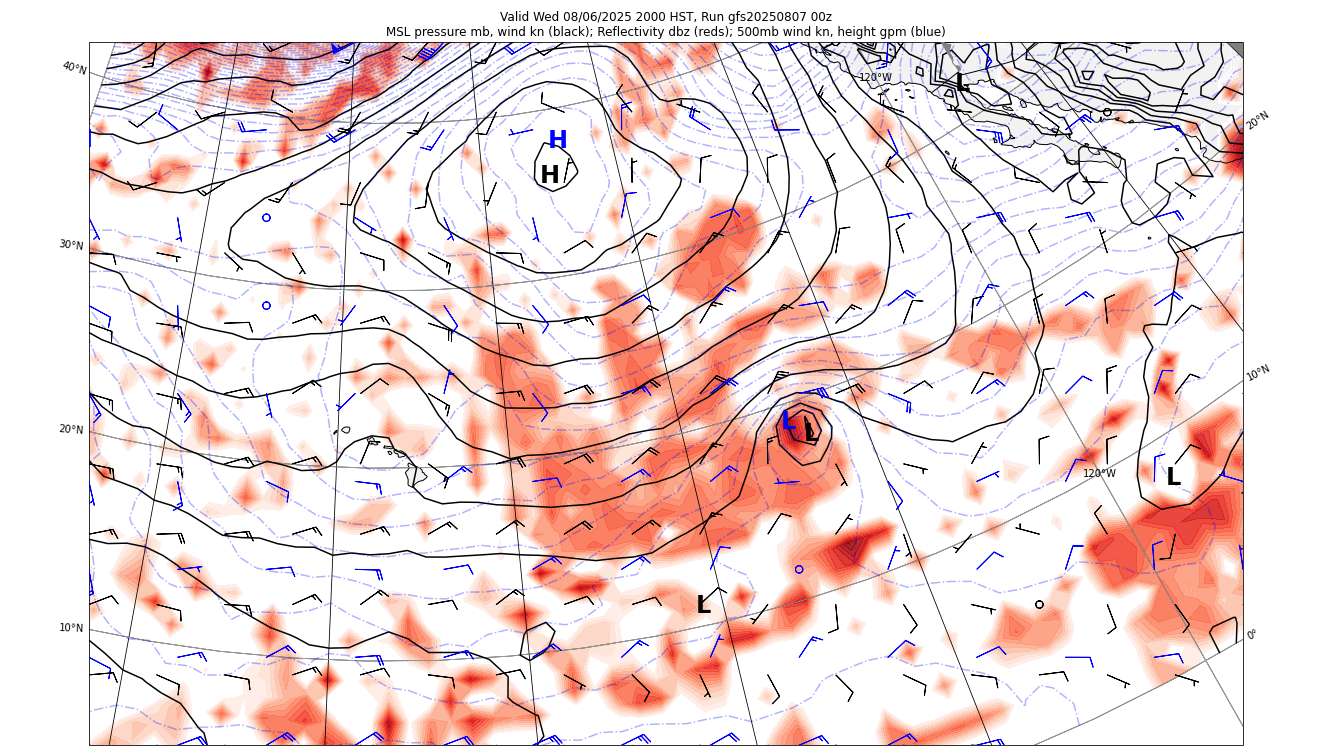 Valid Wed 08/06/2025 2000 HST, Run gfs20250807 00z
MSL pressure mb, wind kn (black); Reflectivity dbz (reds); 500mb wind kn, height gpm (blue)
40°N
120°W
L
20°N
H
H
30°N
10°N
20°N
L
L
120°W
L
L
10°N
0°